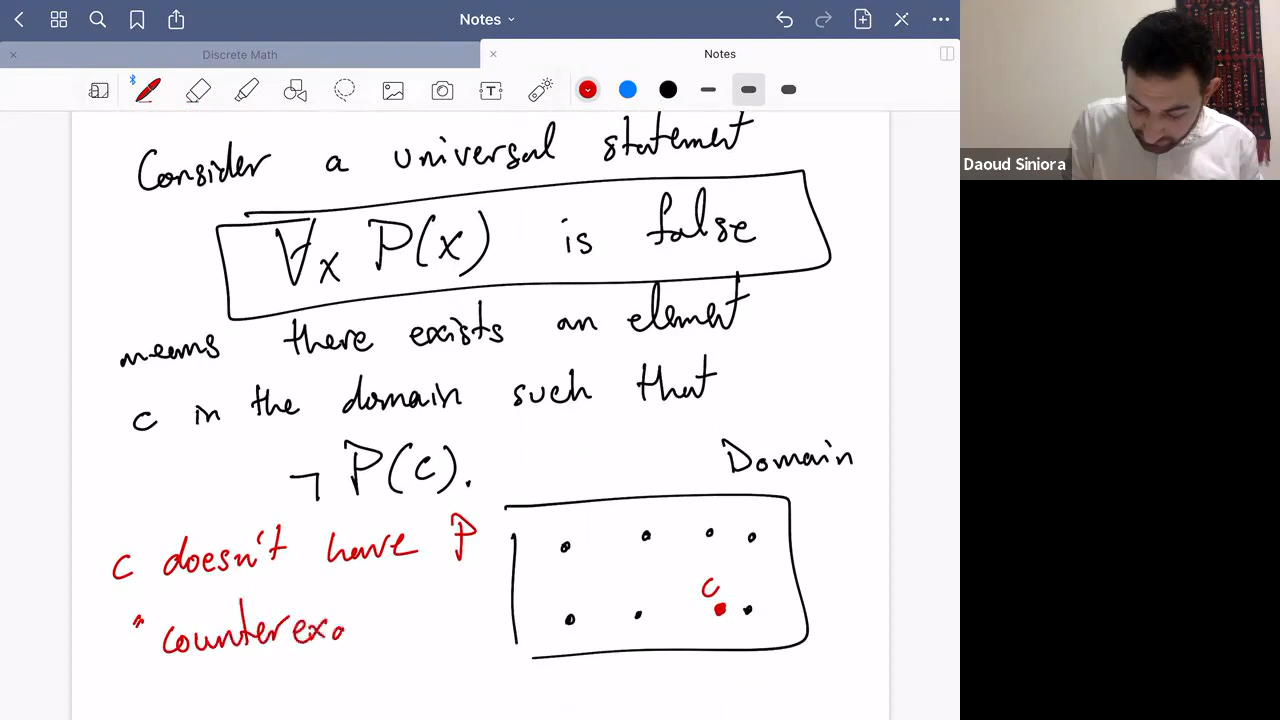 Notes
Discrete Math
Notes
Consider a universal statement
∀x P(x) is false
means there exists an element
c in the domain such that
¬ P(c).
Domain
c doesn't have P
c
" counterexa
Daoud Siniora